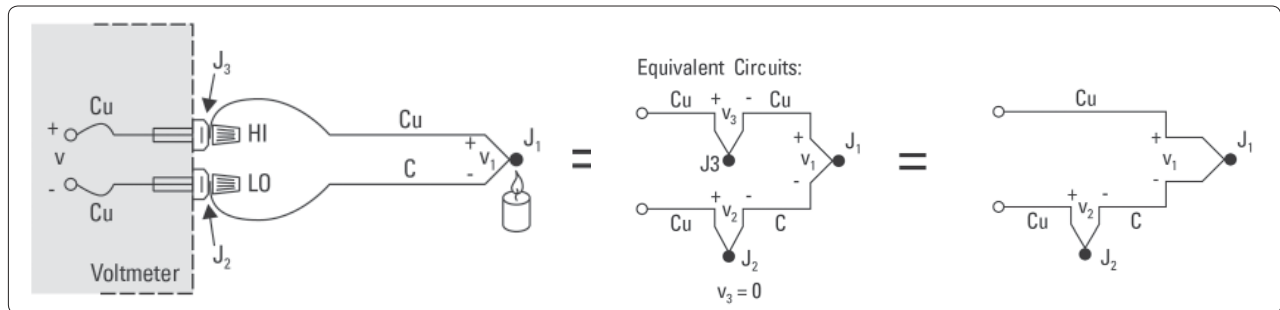 J₃
Cu
+
v
-
HI
LO
Cu
J₂
Voltmeter
Cu
+
v₁
-
C
J₁
=
Equivalent Circuits:
Cu
+
v₃
-
Cu
J3
+
v₁
-
J₁
Cu
+
v₂
-
C
J₂
v₃ = 0
=
Cu
+
v₁
-
J₁
Cu
+
v₂
-
C
J₂